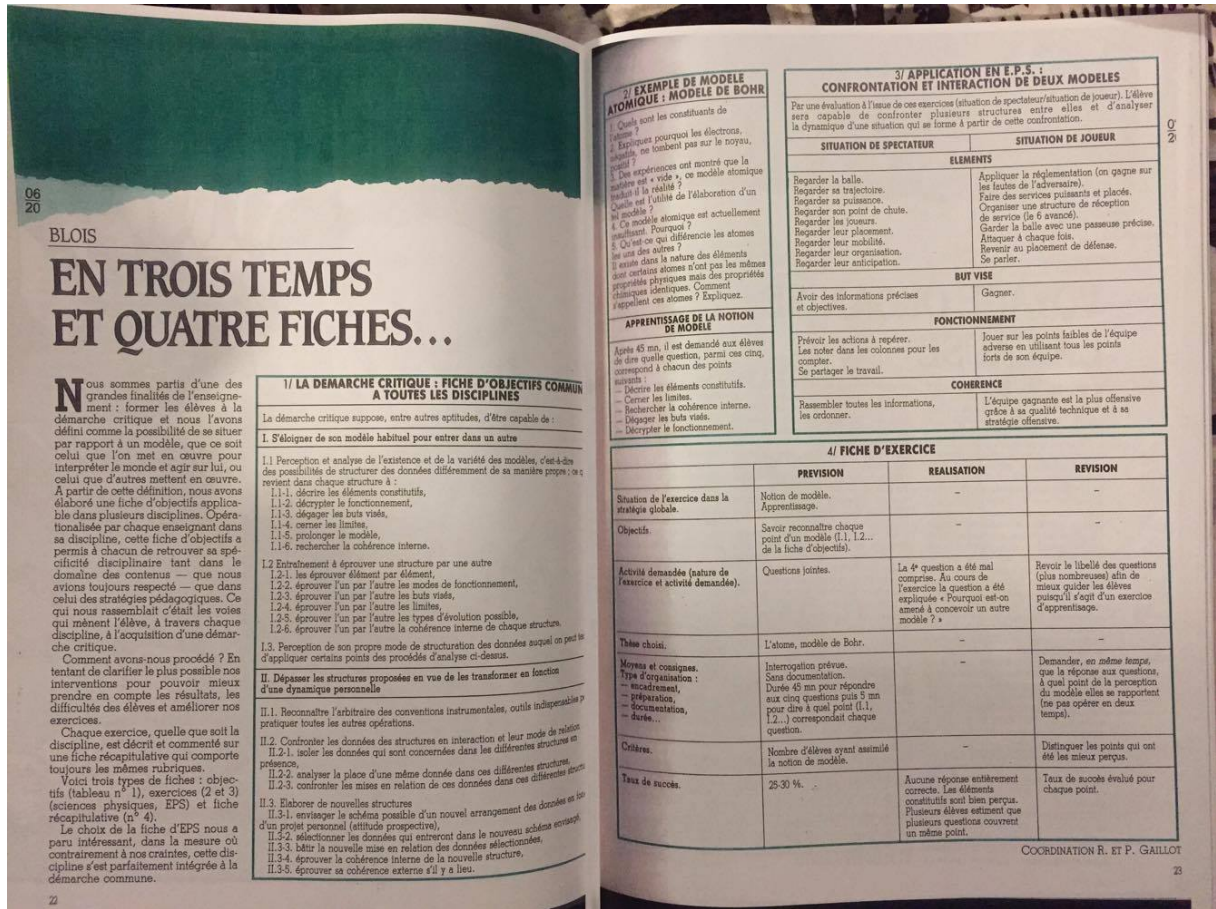 06
20
BLOIS
EN TROIS TEMPS
ET QUATRE FICHES...
Nous sommes partis d'une des
grandes finalités de l'enseigne-
ment : former les élèves à la
démarche critique et nous l'avons
défini comme la possibilité de se situer
par rapport à un modèle, que ce soit
celui que l'on met en œuvre pour
interpréter le monde et agir sur lui, ou
celui que d'autres mettent en œuvre.
A partir de cette définition, nous avons
élaboré une fiche d'objectifs applica-
ble dans plusieurs disciplines. Opéra-
tionalisée par chaque enseignant dans
sa discipline, cette fiche d'objectifs a
permis à chacun de retrouver sa spé-
cificité disciplinaire tant dans le
domaine des contenus — que nous
avions toujours respecté — que dans
celui des stratégies pédagogiques. Ce
qui nous rassemblait c'était les voies
qui mènent l'élève, à travers chaque
discipline, à l'acquisition d'une démar-
che critique.
Comment avons-nous procédé ? En
tentant de clarifier le plus possible nos
interventions pour pouvoir mieux
prendre en compte les résultats, les
difficultés des élèves et améliorer nos
exercices.
Chaque exercice, quelle que soit la
discipline, est décrit et commenté sur
une fiche récapitulative qui comporte
toujours les mêmes rubriques.
Voici trois types de fiches : objec-
tifs (tableau n° 1), exercices (2 et 3)
(sciences physiques, EPS) et fiche
récapitulative (n° 4).
Le choix de la fiche d'EPS nous a
paru intéressant, dans la mesure où
contrairement à nos craintes, cette dis-
cipline s'est parfaitement intégrée à la
démarche commune.
22
1/ LA DEMARCHE CRITIQUE : FICHE D'OBJECTIFS COMMUN
A TOUTES LES DISCIPLINES
La démarche critique suppose, entre autres aptitudes, d'être capable de :
I. S'éloigner de son modèle habituel pour entrer dans un autre
I.1 Perception et analyse de l'existence et de la variété des modèles, c'est-à-dire
des possibilités de structurer des données différemment de sa manière propre ; ce q
revient dans chaque structure à :
I.1-1. décrire les éléments constitutifs,
I.1-2. décrypter le fonctionnement,
I.1-3. dégager les buts visés,
I.1-4. cerner les limites,
I.1-5. prolonger le modèle,
I.1-6. rechercher la cohérence interne.
I.2 Entraînement à éprouver une structure par une autre
I.2-1. les éprouver élément par élément,
I.2-2. éprouver l'un par l'autre les modes de fonctionnement,
I.2-3. éprouver l'un par l'autre les buts visés,
I.2-4. éprouver l'un par l'autre les limites,
I.2-5. éprouver l'un par l'autre les types d'évolution possible,
I.2-6. éprouver l'un par l'autre la cohérence interne de chaque structure.
I.3. Perception de son propre mode de structuration des données auquel on peut
d'appliquer certains points des procédés d'analyse ci-dessus.
II. Dépasser les structures proposées en vue de les transformer en fonction
d'une dynamique personnelle
II.1. Reconnaître l'arbitraire des conventions instrumentales, outils indispensables
pratiquer toutes les autres opérations.
II.2. Confronter les données des structures en interaction et leur mode de relation
II.2-1. isoler les données qui sont concernées dans les différentes structures en
présence,
II.2-2. analyser la place d'une même donnée dans ces différentes structures,
II.2-3. confronter les mises en relation de ces données dans ces différentes
II.3. Elaborer de nouvelles structures
II.3-1. envisager le schéma possible d'un nouvel arrangement des données en
d'un projet personnel (attitude prospective),
II.3-2. sélectionner les données qui entreront dans le nouveau schéma envisagé,
II.3-3. bâtir la nouvelle mise en relation des données sélectionnées,
II.3-4. éprouver la cohérence interne de la nouvelle structure,
II.3-5. éprouver sa cohérence externe s'il y a lieu.
2/ EXEMPLE DE MODELE
ATOMIQUE : MODELE DE BOHR
1. Quels sont les constituants de
l'atome ?
2. Expliquez pourquoi les électrons,
négatifs, ne tombent pas sur le noyau,
positif ?
3. Des expériences ont montré que la
matière est « vide », ce modèle atomique
traduit-il la réalité ?
Quelle est l'utilité de l'élaboration d'un
tel modèle ?
4. Ce modèle atomique est actuellement
insuffisant. Pourquoi ?
5. Qu'est-ce qui différencie les atomes
les uns des autres ?
Il existe dans la nature des éléments
dont certains atomes n'ont pas les mêmes
propriétés physiques mais des propriétés
chimiques identiques. Comment
s'appellent ces atomes ? Expliquez.
APPRENTISSAGE DE LA NOTION
DE MODELE
Après 45 mn, il est demandé aux élèves
de dire quelle question, parmi ces cinq,
correspond à chacun des points
suivants :
— Décrire les éléments constitutifs.
— Cerner les limites.
— Rechercher la cohérence interne.
— Dégager les buts visés.
— Décrypter le fonctionnement.
3/ APPLICATION EN E.P.S. :
CONFRONTATION ET INTERACTION DE DEUX MODELES
Par une évaluation à l'issue de ces exercices (situation de spectateur/situation de joueur). L'élève
sera capable de confronter plusieurs structures entre elles et d'analyser
la dynamique d'une situation qui se forme à partir de cette confrontation.
SITUATION DE SPECTATEUR
SITUATION DE JOUEUR
ELEMENTS
Regarder la balle.
Regarder sa trajectoire.
Regarder sa puissance.
Regarder son point de chute.
Regarder les joueurs.
Regarder leur placement.
Regarder leur mobilité.
Regarder leur organisation.
Regarder leur anticipation.
Appliquer la réglementation (on gagne sur
les fautes de l'adversaire).
Faire des services puissants et placés.
Organiser une structure de réception
de service (le 6 avancé).
Garder la balle avec une passeuse précise.
Attaquer à chaque fois.
Revenir au placement de défense.
Se parler.
BUT VISE
Avoir des informations précises
et objectives.
Gagner.
FONCTIONNEMENT
Prévoir les actions à repérer.
Les noter dans les colonnes pour les
compter.
Se partager le travail.
Jouer sur les points faibles de l'équipe
adverse en utilisant tous les points
forts de son équipe.
COHERENCE
Rassembler toutes les informations,
les ordonner.
L'équipe gagnante est la plus offensive
grâce à sa qualité technique et à sa
stratégie offensive.
4/ FICHE D'EXERCICE
PREVISION
REALISATION
REVISION
Situation de l'exercice dans la
stratégie globale.
Notion de modèle.
Apprentissage.
–
–
Objectifs.
Savoir reconnaître chaque
point d'un modèle (I.1, I.2...
de la fiche d'objectifs).
–
–
Activité demandée (nature de
l'exercice et activité demandée).
Questions jointes.
La 4e question a été mal
comprise. Au cours de
l'exercice la question a été
expliquée « Pourquoi est-on
amené à concevoir un autre
modèle ? »
Revoir le libellé des questions
(plus nombreuses) afin de
mieux guider les élèves
puisqu'il s'agit d'un exercice
d'apprentisage.
Thèse choisi.
L'atome, modèle de Bohr.
–
–
Moyens et consignes.
Type d'organisation :
— encadrement,
— préparation,
— documentation,
— durée...
Interrogation prévue.
Sans documentation.
Durée 45 mn pour répondre
aux cinq questions puis 5 mn
pour dire à quel point (I.1,
I.2...) correspondait chaque
question.
–
Demander, en même temps,
que la réponse aux questions,
à quel point de la perception
du modèle elles se rapportent
(ne pas opérer en deux
temps).
Critères.
Nombre d'élèves ayant assimilé
la notion de modèle.
–
Distinguer les points qui ont
été les mieux perçus.
Taux de succès.
25-30 %.
Aucune réponse entièrement
correcte. Les éléments
constitutifs sont bien perçus.
Plusieurs élèves estiment que
plusieurs questions couvrent
un même point.
Taux de succès évalué pour
chaque point.
COORDINATION R. ET P. GAILLOT
23